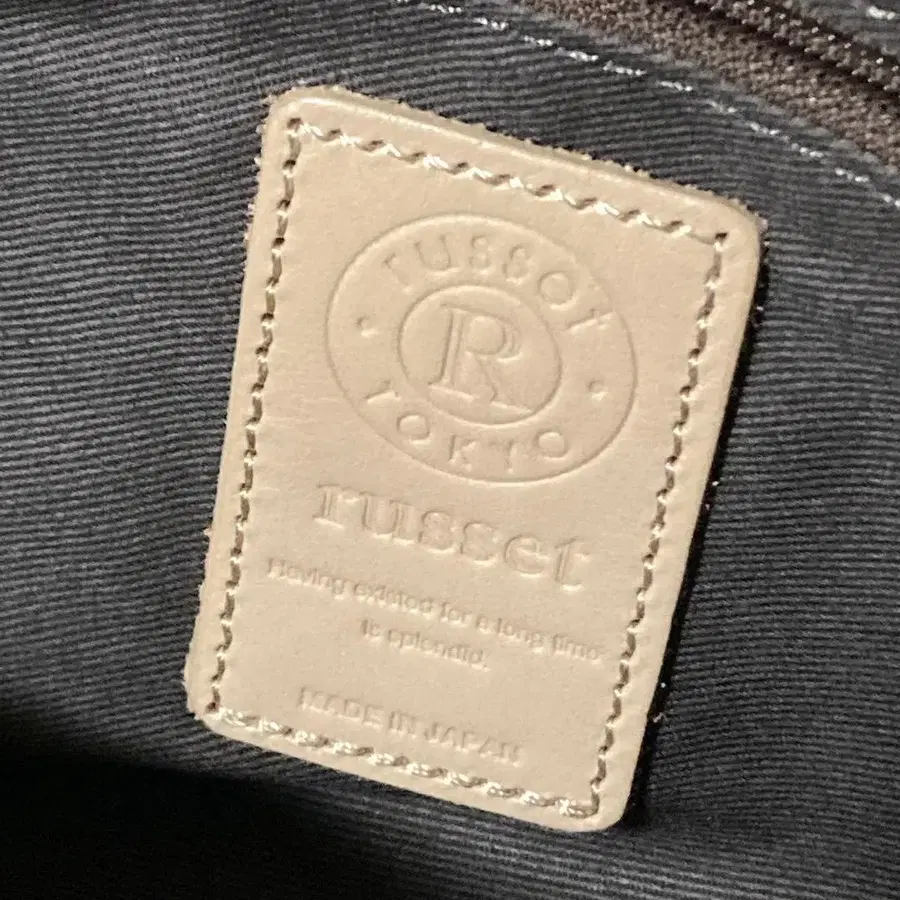 russet
R
TOKYO
russet
Having existed for a long time
is splendid.
MADE IN JAPAN